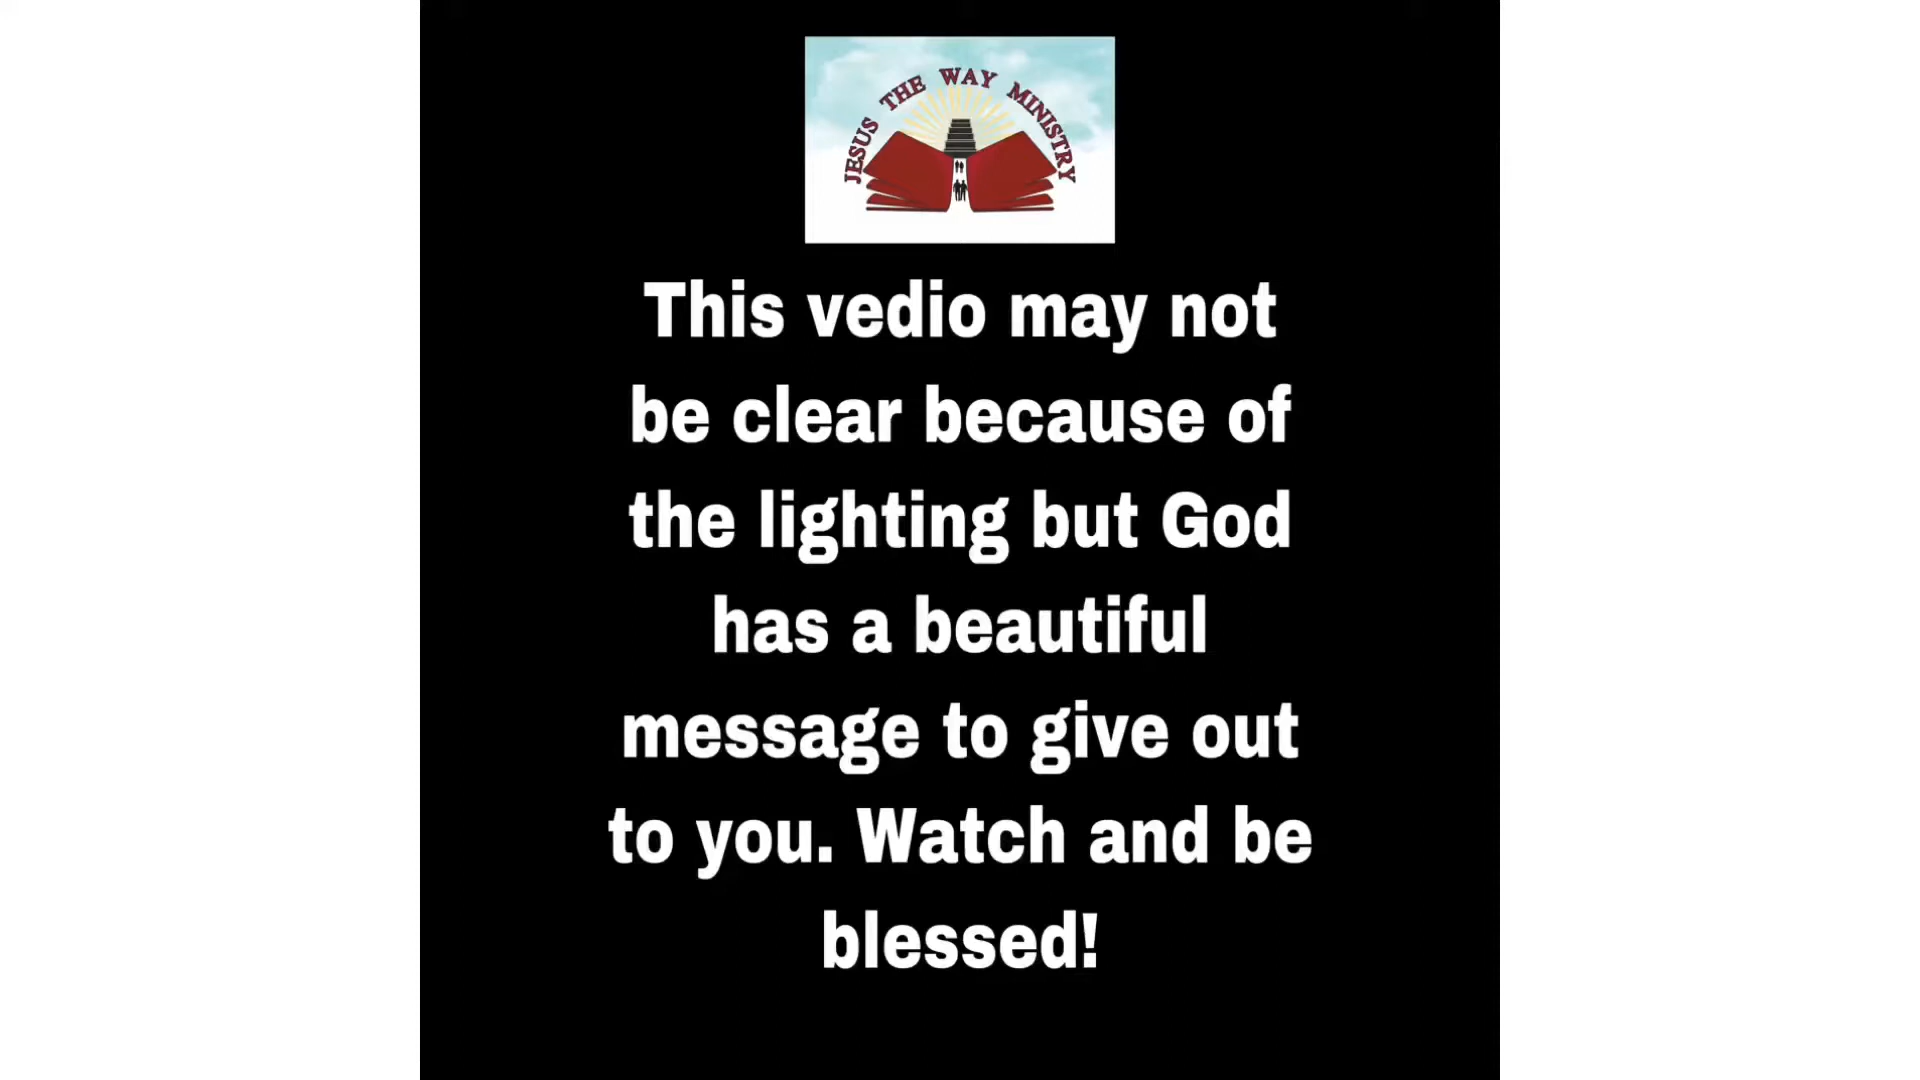 JESUS THE WAY MINISTRY
This vedio may not
be clear because of
the lighting but God
has a beautiful
message to give out
to you. Watch and be
blessed!